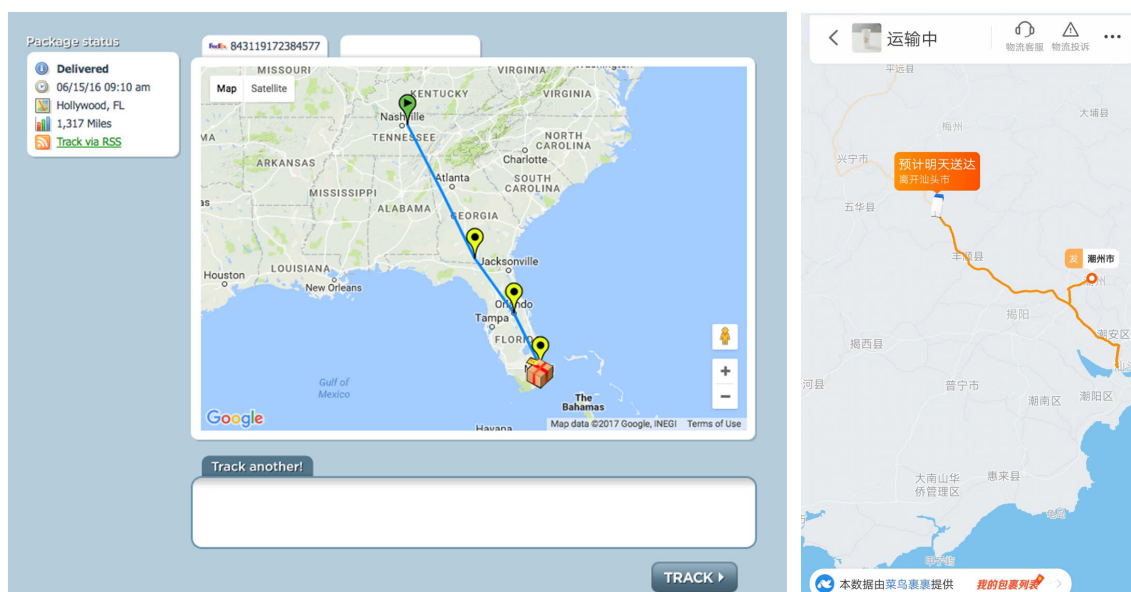 Package status
Delivered
06/15/16 09:10 am
Hollywood, FL
1,317 Miles
Track via RSS
FedEx 843119172384577
Map Satellite
MISSOURI
KENTUCKY
VIRGINIA
VIRGINIA
Nashville
TENNESSEE
NORTH
CAROLINA
Charlotte
ARKANSAS
Atlanta
SOUTH
CAROLINA
MISSISSIPPI
ALABAMA
GEORGIA
Jacksonville
LOUISIANA
Houston
New Orleans
Orlando
Tampa
Gulf of
Mexico
The
Bahamas
Havana
Google
Map data ©2017 Google, INEGI Terms of Use
Track another!
TRACK
运输中
物流客服 物流投诉
平远县
大埔县
梅州
兴宁市
预计明天送达
离开汕头市
五华县
丰顺县
发 潮州市
揭阳
潮安区
揭西县
普宁市
潮南区 潮阳区
大南山华
侨管理区
惠来县
本数据由菜鸟裹裹提供 我的包裹列表